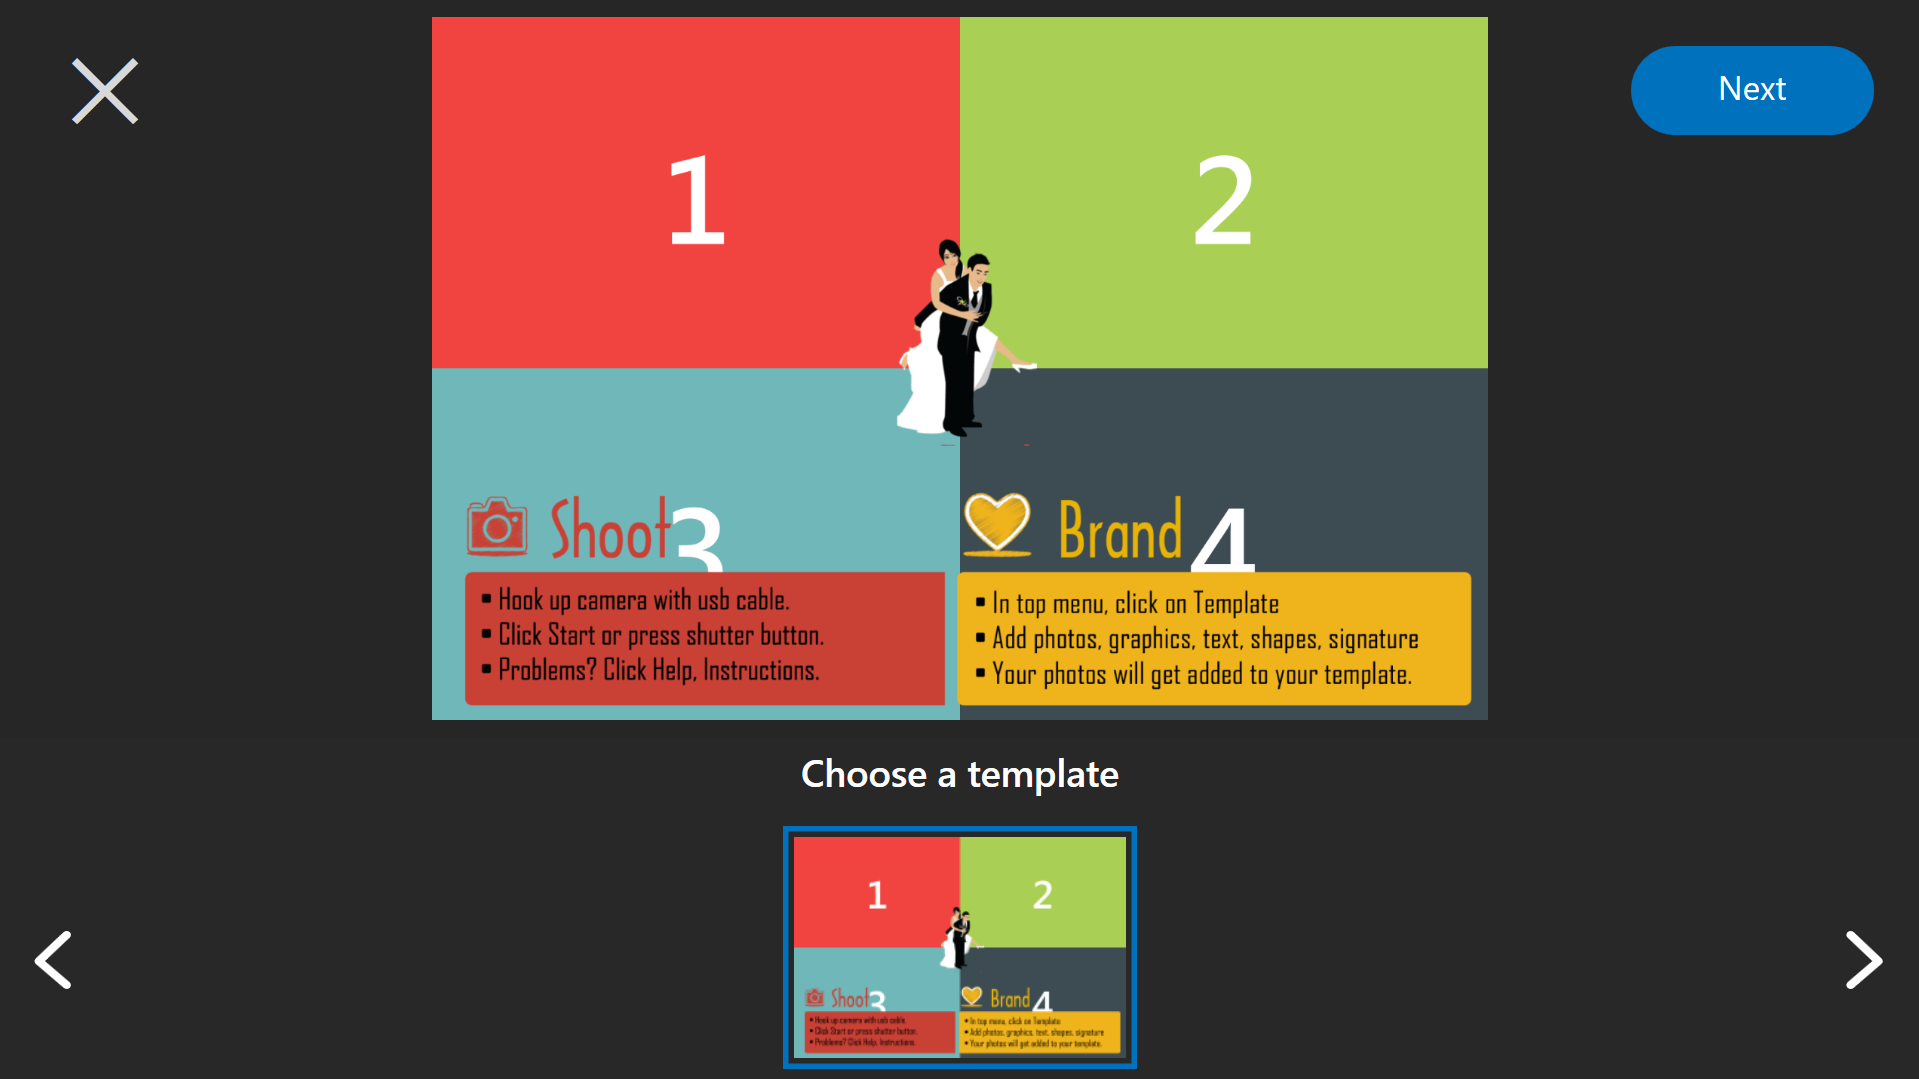 Next
1
2
Shoot
3
Brand
4
▪ Hook up camera with usb cable.
▪ Click Start or press shutter button.
▪ Problems? Click Help, Instructions.
▪ In top menu, click on Template
▪ Add photos, graphics, text, shapes, signature
▪ Your photos will get added to your template.
Choose a template
1
2
Shoot
3
Brand
4
• Hook up camera with usb cable.
• Click Start or press shutter button.
• Problems? Click Help, Instructions.
• In top menu, click on Template
• Add photos, graphics, text, shapes, signature
• Your photos will get added to your template.